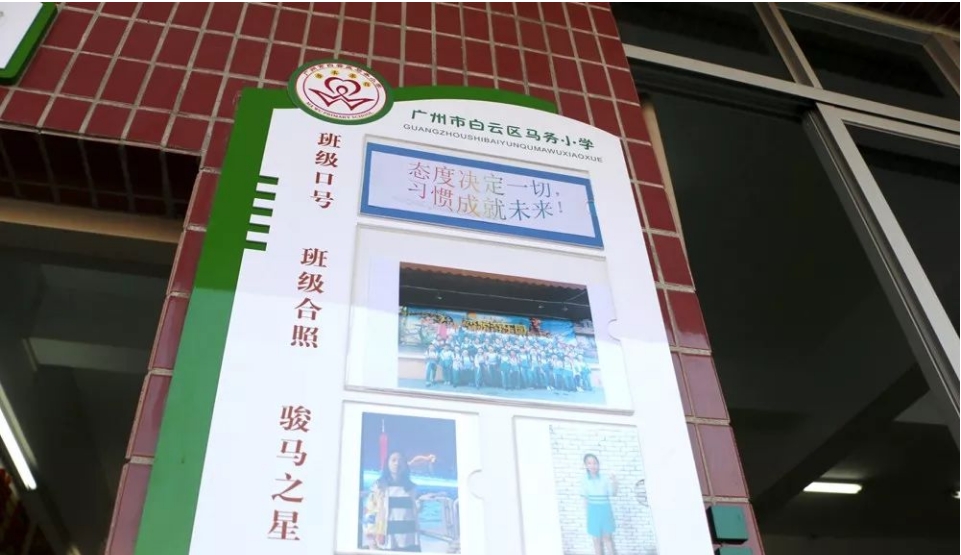 广州市白云区马务小学
GUANGZHOUSHIBAIYUNQUMAWUXIAOXUE
班级口号
态度决定一切，
习惯成就未来！
班级合照
骏马之星